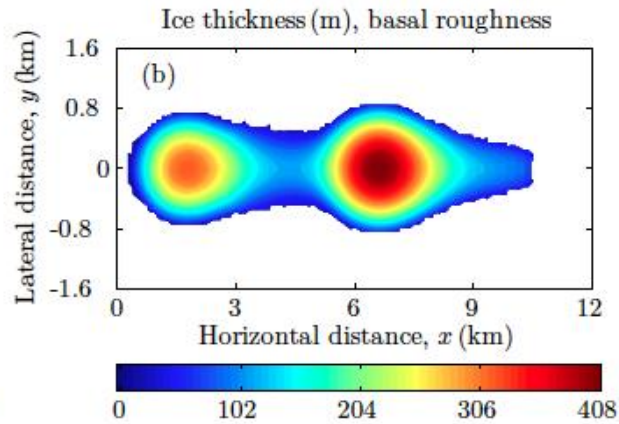 Ice thickness (m), basal roughness
1.6
(b)
0.8
0
-0.8
-1.6
Lateral distance, y (km)
0 3 6 9 12
Horizontal distance, x (km)
0 102 204 306 408